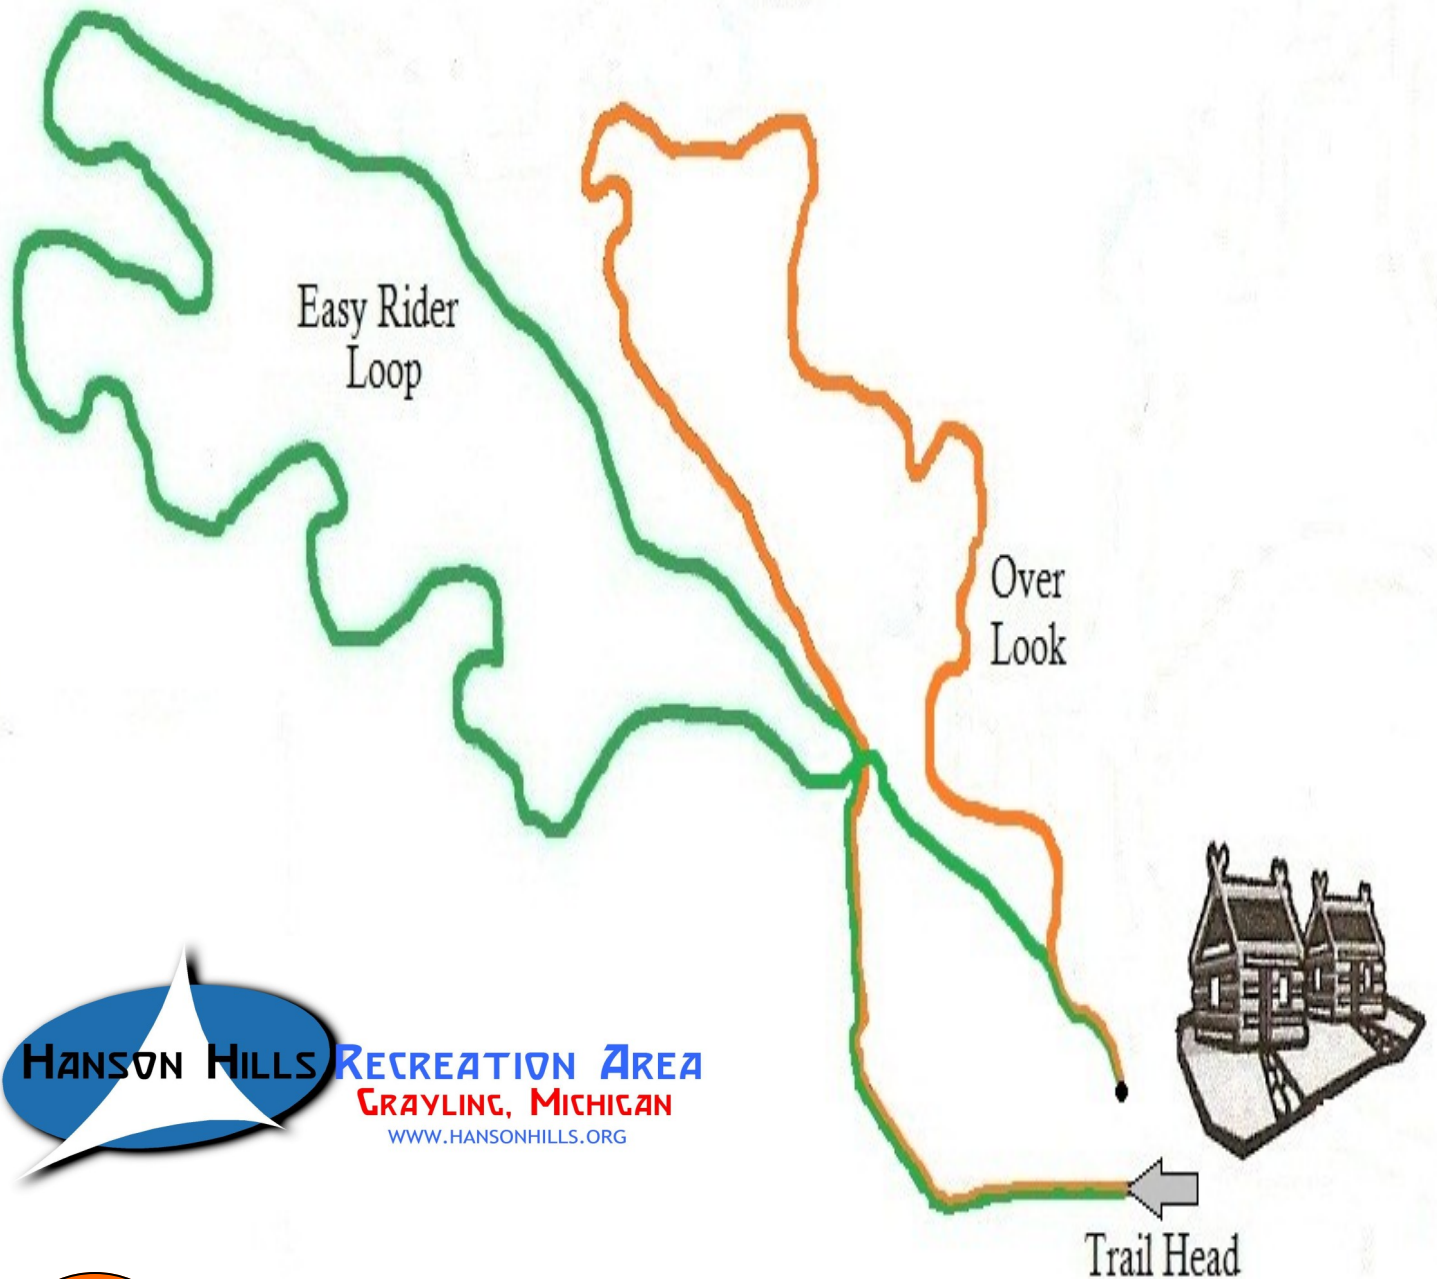 Easy Rider
Loop
Over
Look
HANSON HILLS RECREATION AREA
GRAYLING, MICHIGAN
WWW.HANSONHILLS.ORG
Trail Head